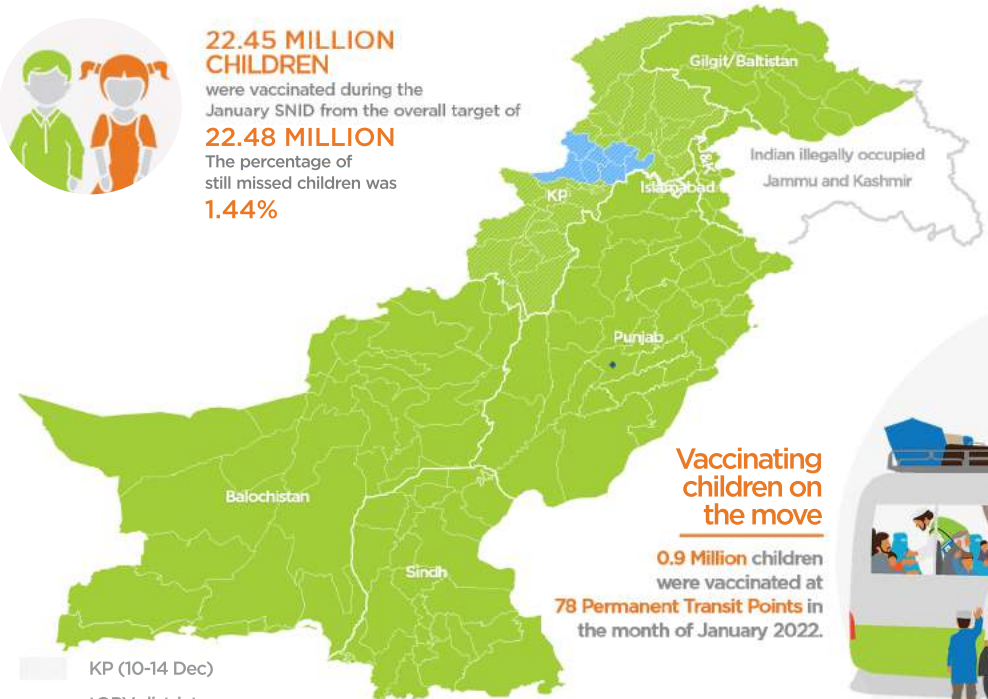 22.45 MILLION
CHILDREN
were vaccinated during the
January SNID from the overall target of
22.48 MILLION
The percentage of
still missed children was
1.44%
Gilgit/Baltistan
AJ&K
Indian illegally occupied
Jammu and Kashmir
Islamabad
KP
Punjab
Balochistan
Sindh
Vaccinating
children on
the move
0.9 Million children
were vaccinated at
78 Permanent Transit Points in
the month of January 2022.
KP (10-14 Dec)